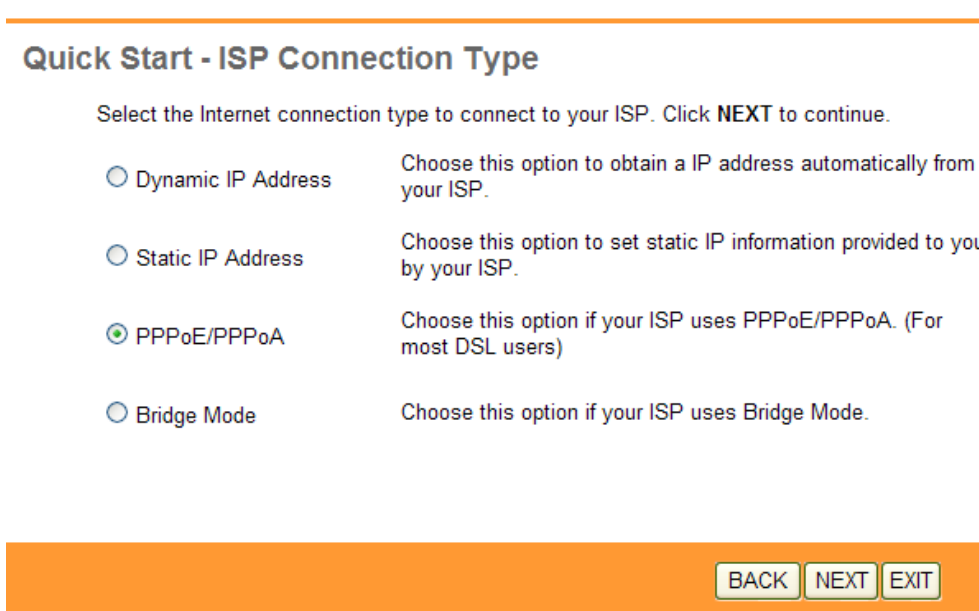 Quick Start - ISP Connection Type
Select the Internet connection type to connect to your ISP. Click NEXT to continue.
Dynamic IP Address
Choose this option to obtain a IP address automatically from
your ISP.
Static IP Address
Choose this option to set static IP information provided to you
by your ISP.
PPPoE/PPPoA
Choose this option if your ISP uses PPPoE/PPPoA. (For
most DSL users)
Bridge Mode
Choose this option if your ISP uses Bridge Mode.
BACK NEXT EXIT